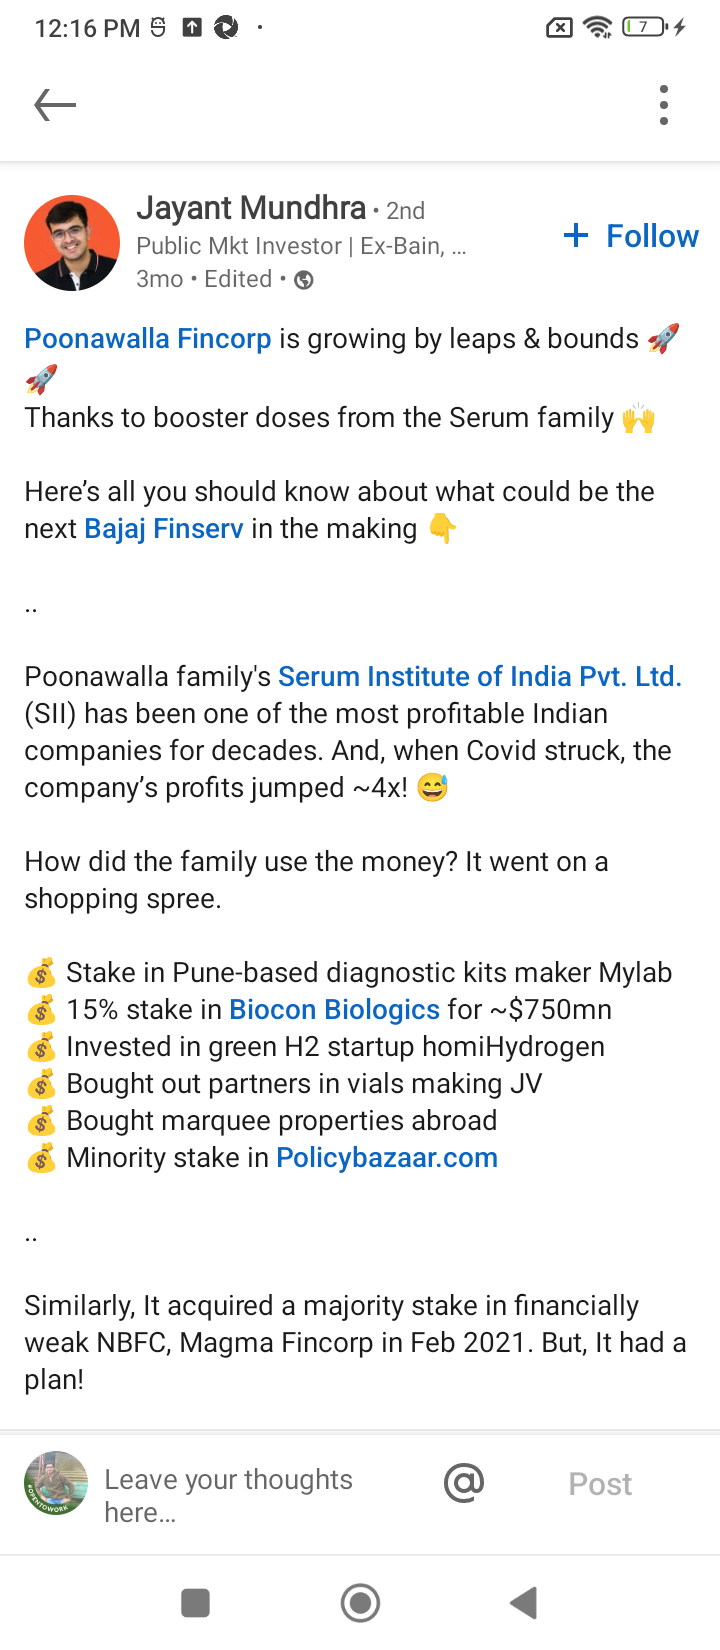 12:16 PM
7
Jayant Mundhra • 2nd
Public Mkt Investor | Ex-Bain, ...
3mo • Edited •
+ Follow
Poonawalla Fincorp is growing by leaps & bounds 🚀
🚀
Thanks to booster doses from the Serum family 🙌
Here’s all you should know about what could be the
next Bajaj Finserv in the making 👇
..
Poonawalla family's Serum Institute of India Pvt. Ltd.
(SII) has been one of the most profitable Indian
companies for decades. And, when Covid struck, the
company’s profits jumped ~4x! 😅
How did the family use the money? It went on a
shopping spree.
💰 Stake in Pune-based diagnostic kits maker Mylab
💰 15% stake in Biocon Biologics for ~$750mn
💰 Invested in green H2 startup homiHydrogen
💰 Bought out partners in vials making JV
💰 Bought marquee properties abroad
💰 Minority stake in Policybazaar.com
..
Similarly, It acquired a majority stake in financially
weak NBFC, Magma Fincorp in Feb 2021. But, It had a
plan!
#OPENTOWORK
Leave your thoughts
here...
@
Post